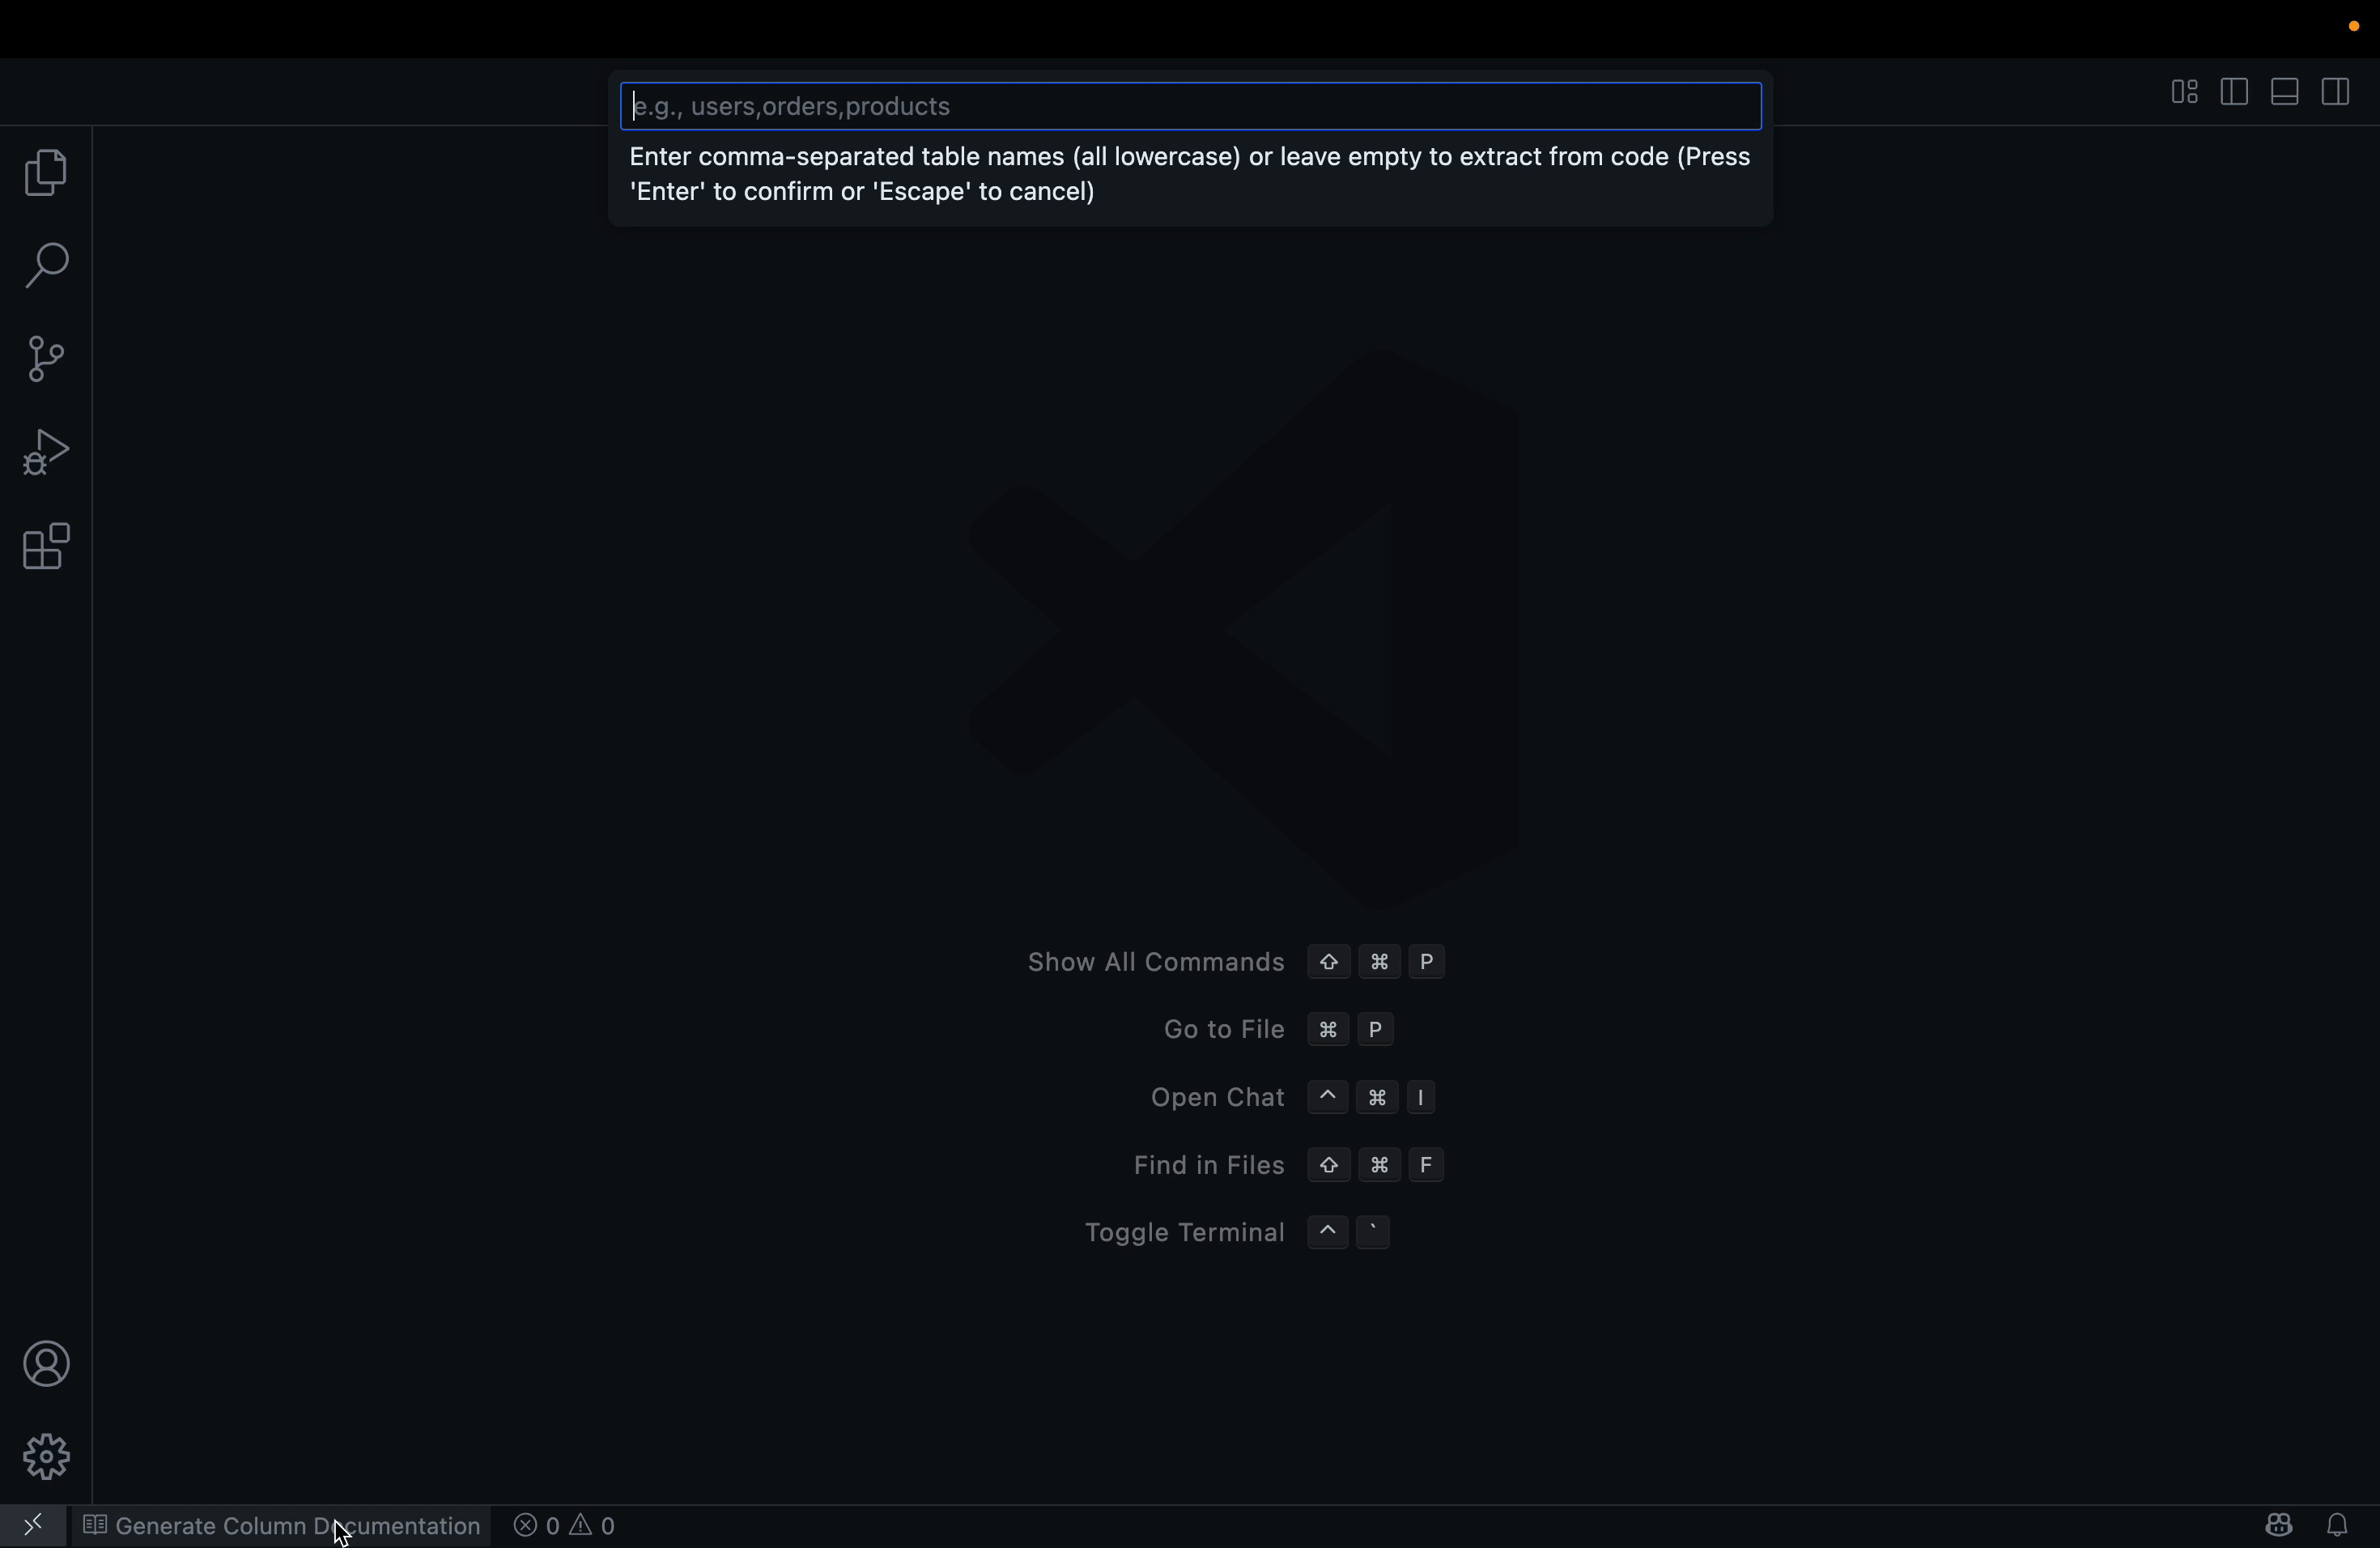 e.g., users,orders,products
Enter comma-separated table names (all lowercase) or leave empty to extract from code (Press
'Enter' to confirm or 'Escape' to cancel)
Show All Commands ⇧ ⌘ P
Go to File ⌘ P
Open Chat ^ ⌘ I
Find in Files ⇧ ⌘ F
Toggle Terminal ^ `
Generate Column Documentation 0 0